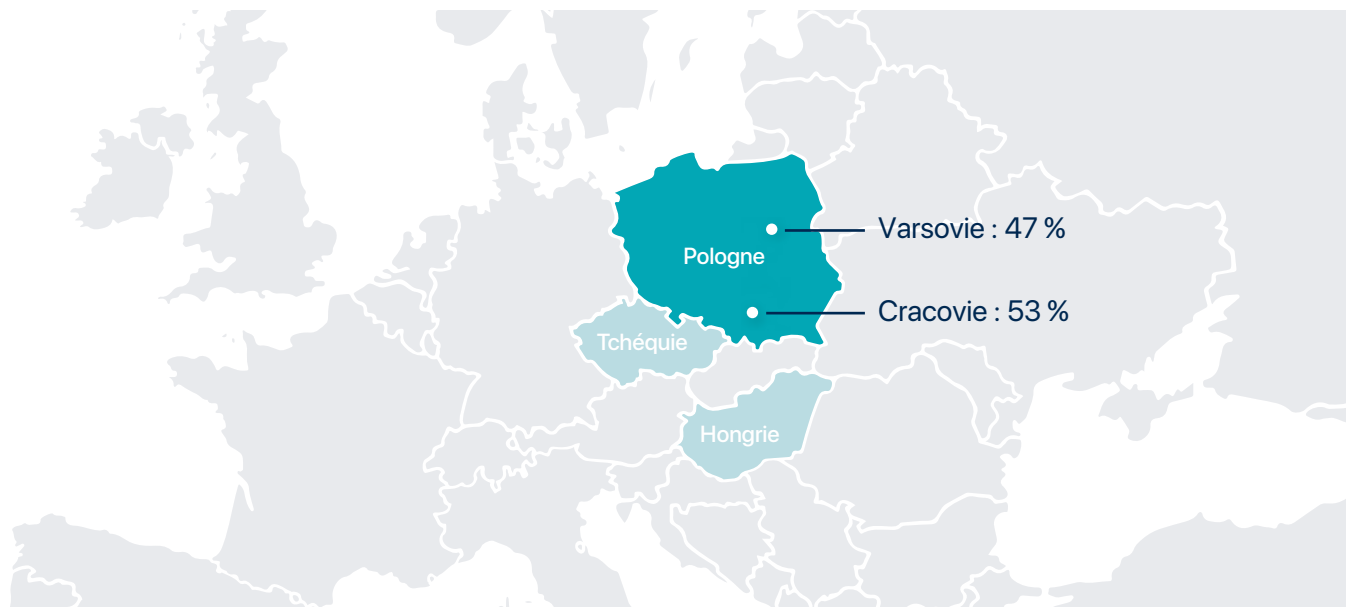 Varsovie : 47 %
Pologne
Cracovie : 53 %
Tchéquie
Hongrie